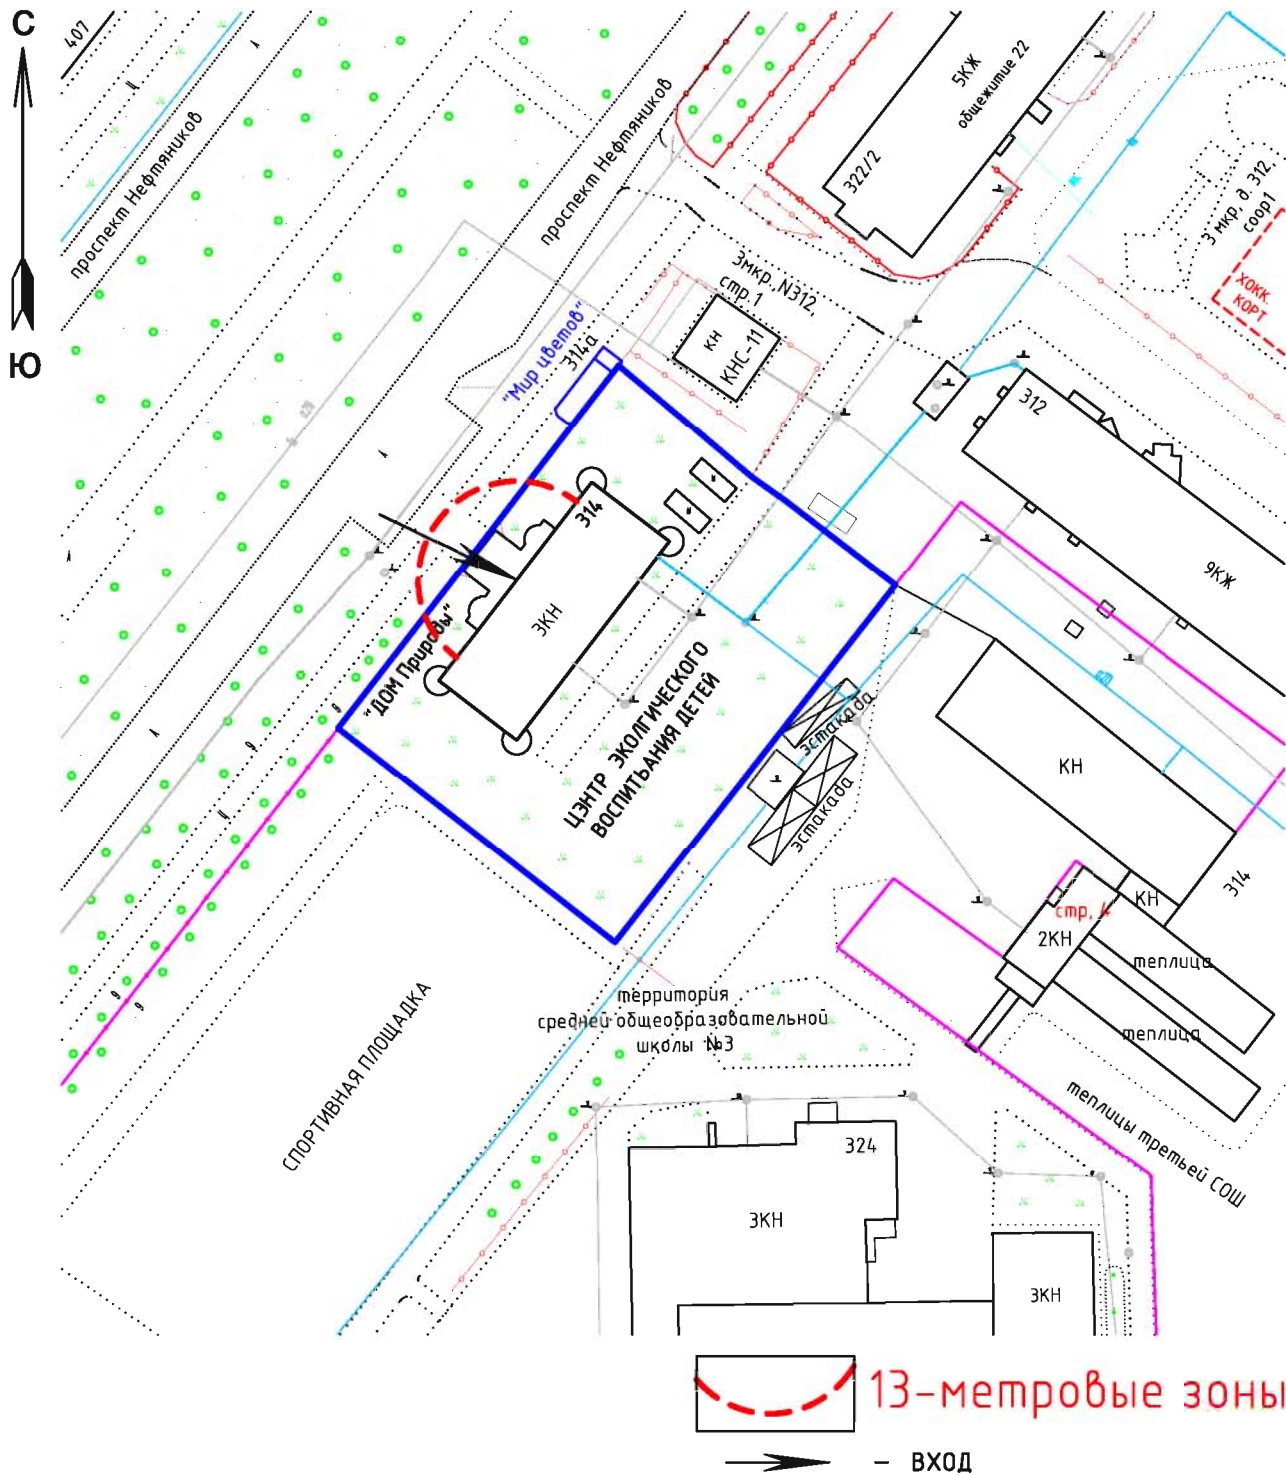 С
Ю
407
проспект Нефтяников
проспект Нефтяников
5КЖ
общежитие 22
322/2
3 мкр, д. 312,
соор1
ХОКК.
КОРТ
3мкр, N312,
стр.1
кн
КНС-11
"Мир цветов"
314а
312
9КЖ
314
3КН
"ДОМ Природы"
ЦЭНТР ЭКОЛГИЧЕСКОГО
ВОСПИТЬАНИЯ ДЕТЕЙ
эстакада
эстакада
КН
314
КН
стр. 4
2КН
теплица
теплица
территория
средней общеобразовательной
школы №3
СПОРТИВНАЯ ПЛОЩАДКА
теплицы третьей СОШ
324
3КН
3КН
13-метровые зоны
- ВХОД